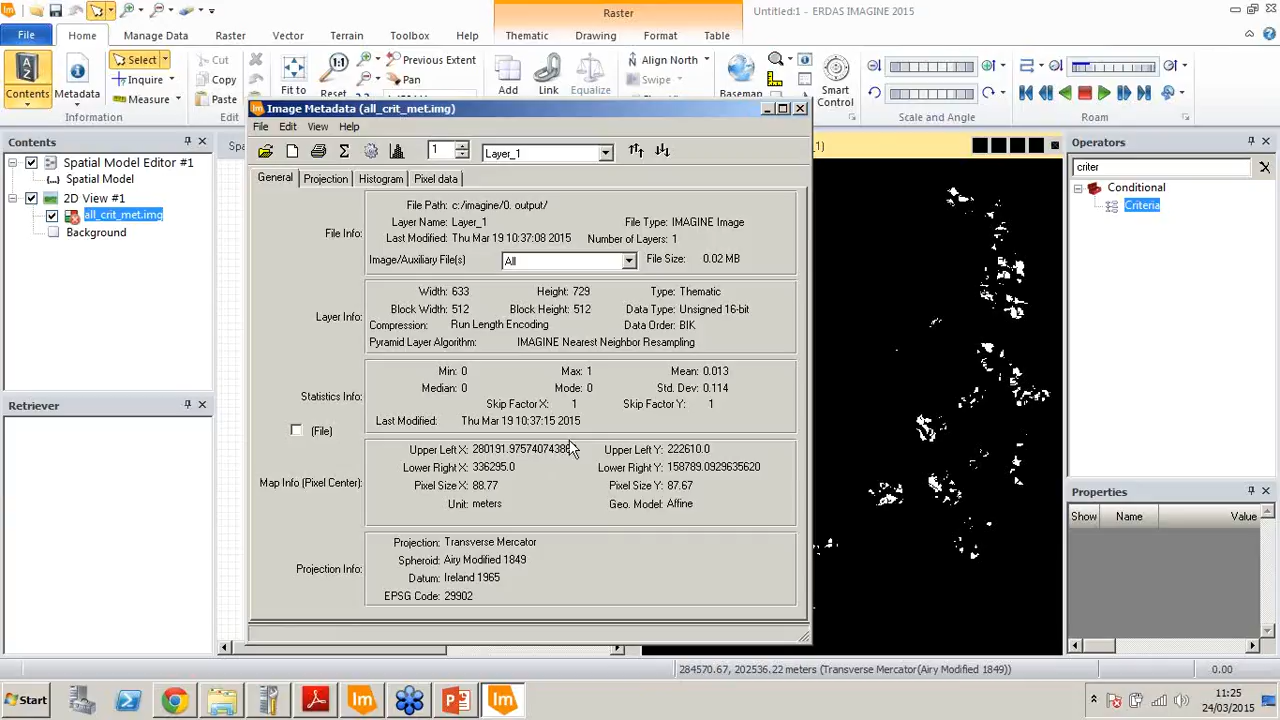 Raster
Untitled:1 - ERDAS IMAGINE 2015
File Home Manage Data Raster Vector Terrain Toolbox Help Thematic Drawing Format Table
Select Cut Previous Extent Align North
Inquire Copy Pan Swipe
Contents Metadata Measure Paste Fit to 1:1 Add Link Equalize Basemap Smart Control
Information Edit Scale and Angle Roam
Image Metadata (all_crit_met.img)
File Edit View Help
1 Layer_1
General Projection Histogram Pixel data
File Info:
File Path: c:/imagine/0. output/
Layer Name: Layer_1 File Type: IMAGINE Image
Last Modified: Thu Mar 19 10:37:08 2015 Number of Layers: 1
Image/Auxiliary File(s) All File Size: 0.02 MB
Layer Info:
Width: 633 Height: 729 Type: Thematic
Block Width: 512 Block Height: 512 Data Type: Unsigned 16-bit
Compression: Run Length Encoding Data Order: BIK
Pyramid Layer Algorithm: IMAGINE Nearest Neighbor Resampling
Statistics Info:
Min: 0 Max: 1 Mean: 0.013
Median: 0 Mode: 0 Std. Dev: 0.114
Skip Factor X: 1 Skip Factor Y: 1
Last Modified: Thu Mar 19 10:37:15 2015
(File)
Map Info (Pixel Center):
Upper Left X: 280191.9757407438 Upper Left Y: 222610.0
Lower Right X: 336295.0 Lower Right Y: 158789.0929635620
Pixel Size X: 88.77 Pixel Size Y: 87.67
Unit: meters Geo. Model: Affine
Projection Info:
Projection: Transverse Mercator
Spheroid: Airy Modified 1849
Datum: Ireland 1965
EPSG Code: 29902
Contents
Spatial Model Editor #1
Spatial Model
2D View #1
all_crit_met.img
Background
Retriever
Spa
_1)
Operators
criter
Conditional
Criteria
Properties
Show Name Value
284570.67, 202536.22 meters (Transverse Mercator(Airy Modified 1849)) 0.00
Start
11:25
24/03/2015